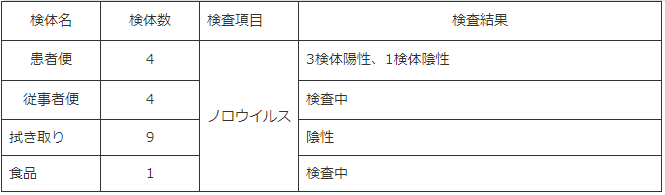 検体名 検体数 検査項目 検査結果
患者便 4 ノロウイルス 3検体陽性、1検体陰性
従事者便 4 検査中
拭き取り 9 陰性
食品 1 検査中